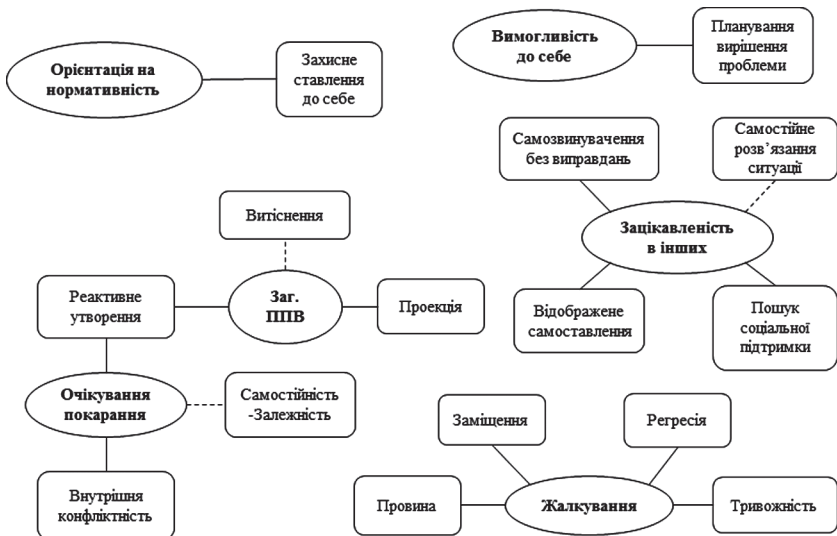 Орієнтація на
нормативність
Захисне
ставлення
до себе
Вимогливість
до себе
Планування
вирішення
проблеми
Самозвинувачення
без виправдань
Самостійне
розв’язання
ситуації
Зацікавленість
в інших
Відображене
самоставлення
Пошук
соціальної
підтримки
Витіснення
Реактивне
утворення
Заг.
ППВ
Проекція
Очікування
покарання
Самостійність
-Залежність
Внутрішня
конфліктність
Заміщення
Регресія
Провина
Жалкування
Тривожність